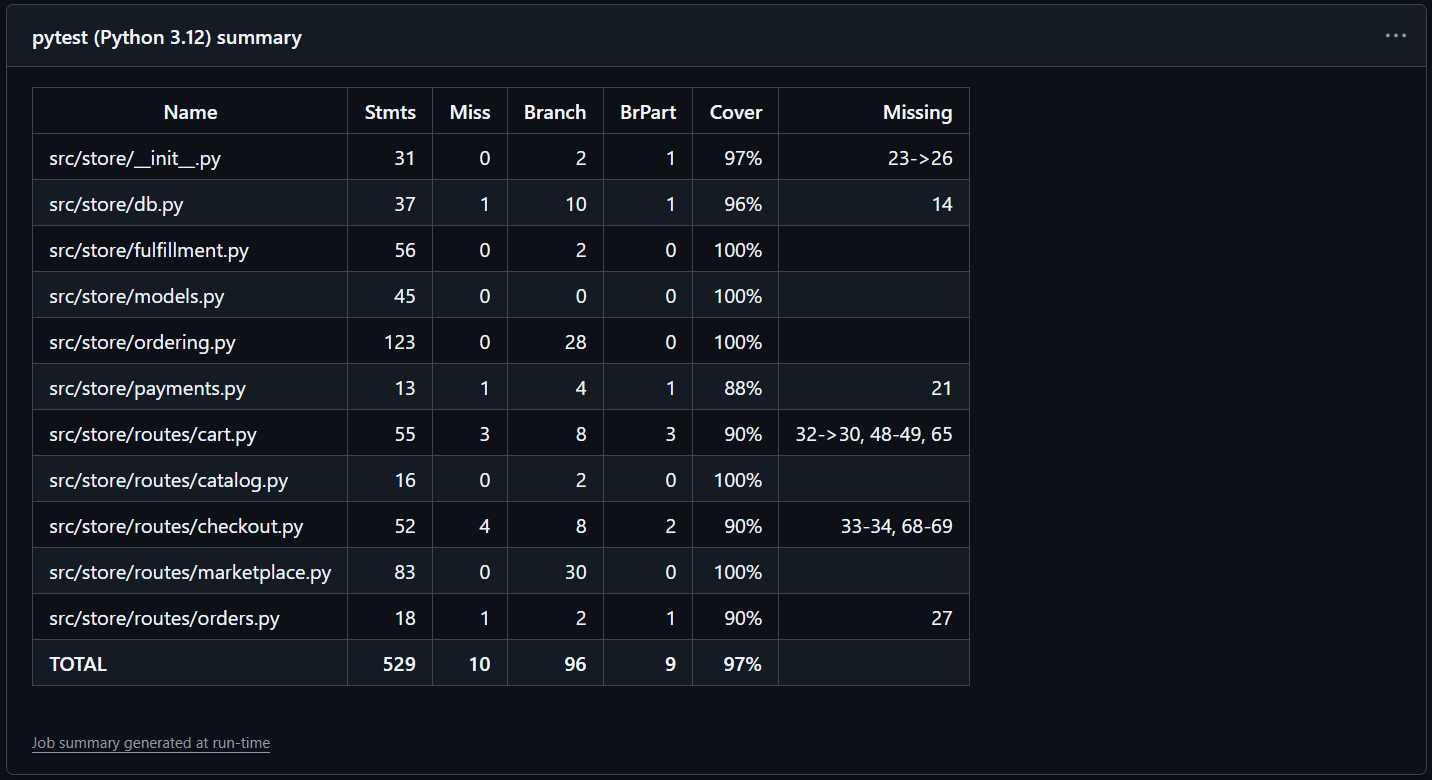 pytest (Python 3.12) summary
Name Stmts Miss Branch BrPart Cover Missing
src/store/__init__.py 31 0 2 1 97% 23->26
src/store/db.py 37 1 10 1 96% 14
src/store/fulfillment.py 56 0 2 0 100%
src/store/models.py 45 0 0 0 100%
src/store/ordering.py 123 0 28 0 100%
src/store/payments.py 13 1 4 1 88% 21
src/store/routes/cart.py 55 3 8 3 90% 32->30, 48-49, 65
src/store/routes/catalog.py 16 0 2 0 100%
src/store/routes/checkout.py 52 4 8 2 90% 33-34, 68-69
src/store/routes/marketplace.py 83 0 30 0 100%
src/store/routes/orders.py 18 1 2 1 90% 27
TOTAL 529 10 96 9 97%
Job summary generated at run-time